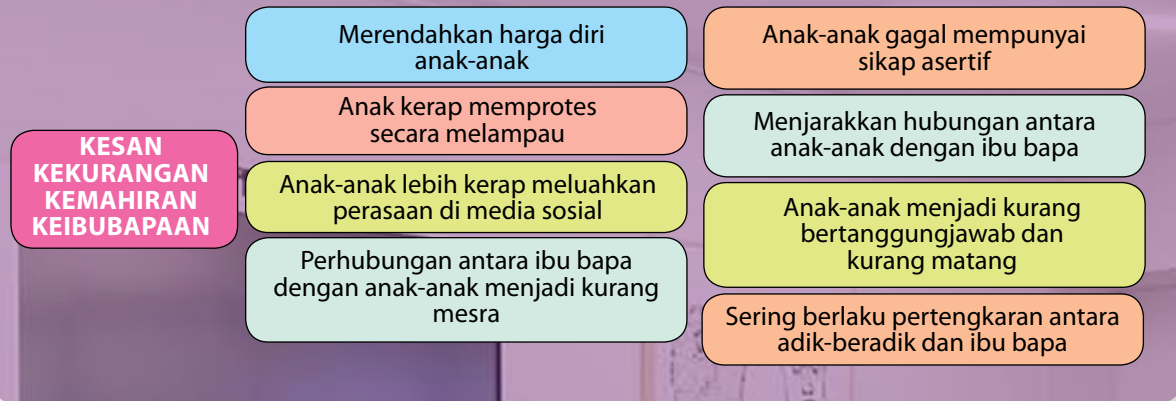 KESAN
KEKURANGAN
KEMAHIRAN
KEIBUBAPAAN
Merendahkan harga diri
anak-anak
Anak kerap memprotes
secara melampau
Anak-anak lebih kerap meluahkan
perasaan di media sosial
Perhubungan antara ibu bapa
dengan anak-anak menjadi kurang
mesra
Anak-anak gagal mempunyai
sikap asertif
Menjarakkan hubungan antara
anak-anak dengan ibu bapa
Anak-anak menjadi kurang
bertanggungjawab dan
kurang matang
Sering berlaku pertengkaran antara
adik-beradik dan ibu bapa